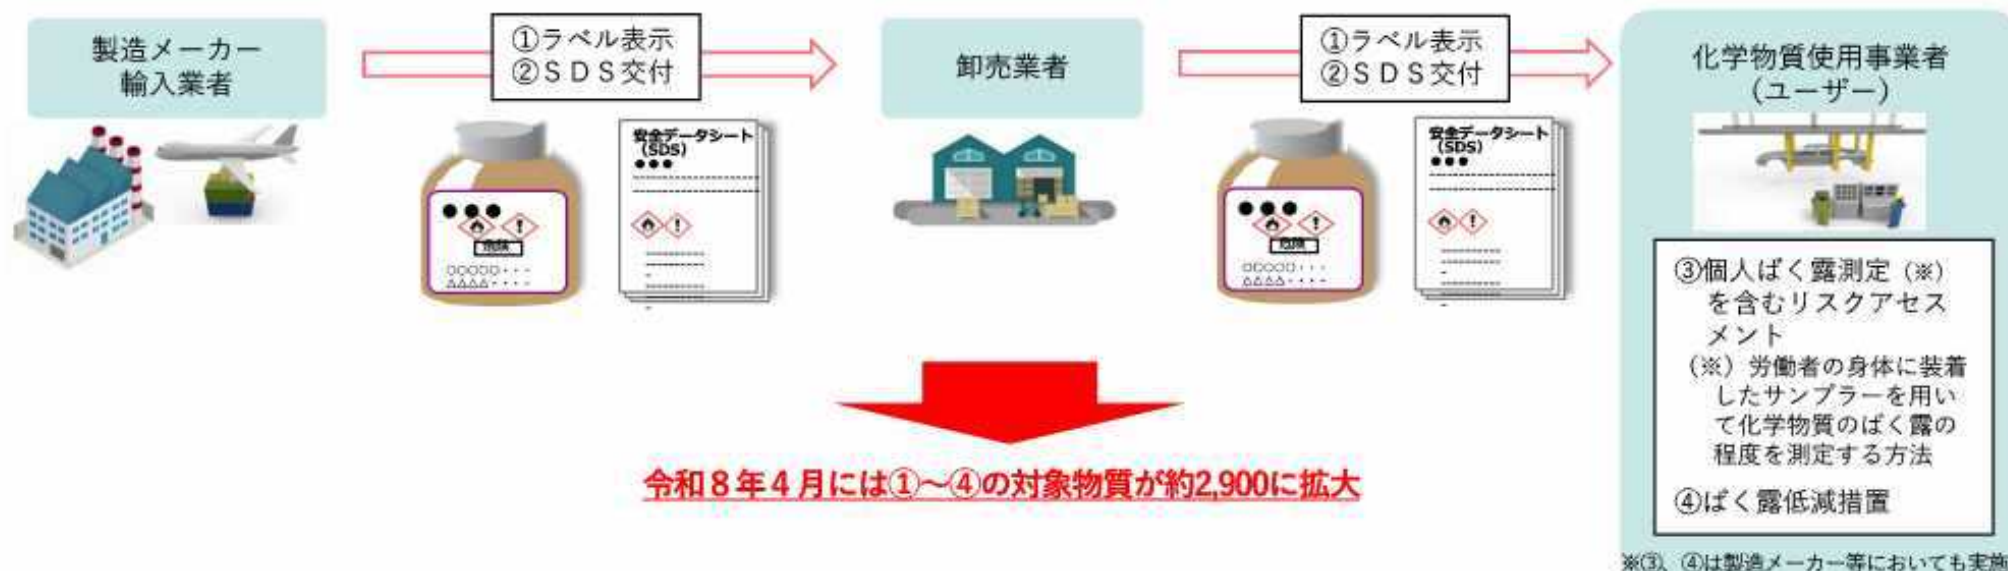 製造メーカー
輸入業者
①ラベル表示
②ＳＤＳ交付
卸売業者
①ラベル表示
②ＳＤＳ交付
化学物質使用事業者
（ユーザー）
安全データシート
（SDS）
●●●
●●●
危険
○○○○○・・・
△△△△・・・・
安全データシート
（SDS）
●●●
●●●
危険
○○○○○・・・
△△△△・・・・
③個人ばく露測定（※）
を含むリスクアセス
メント
（※）労働者の身体に装着
したサンプラーを用い
て化学物質のばく露の
程度を測定する方法
④ばく露低減措置
※③、④は製造メーカー等においても実施
令和８年４月には①～④の対象物質が約2,900に拡大